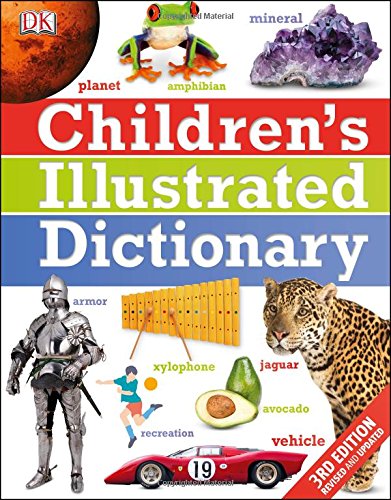 DK
mineral
planet
amphibian
Children's
Illustrated
Dictionary
armor
xylophone
jaguar
avocado
recreation
vehicle
19
3RD EDITION
REVISED AND UPDATED